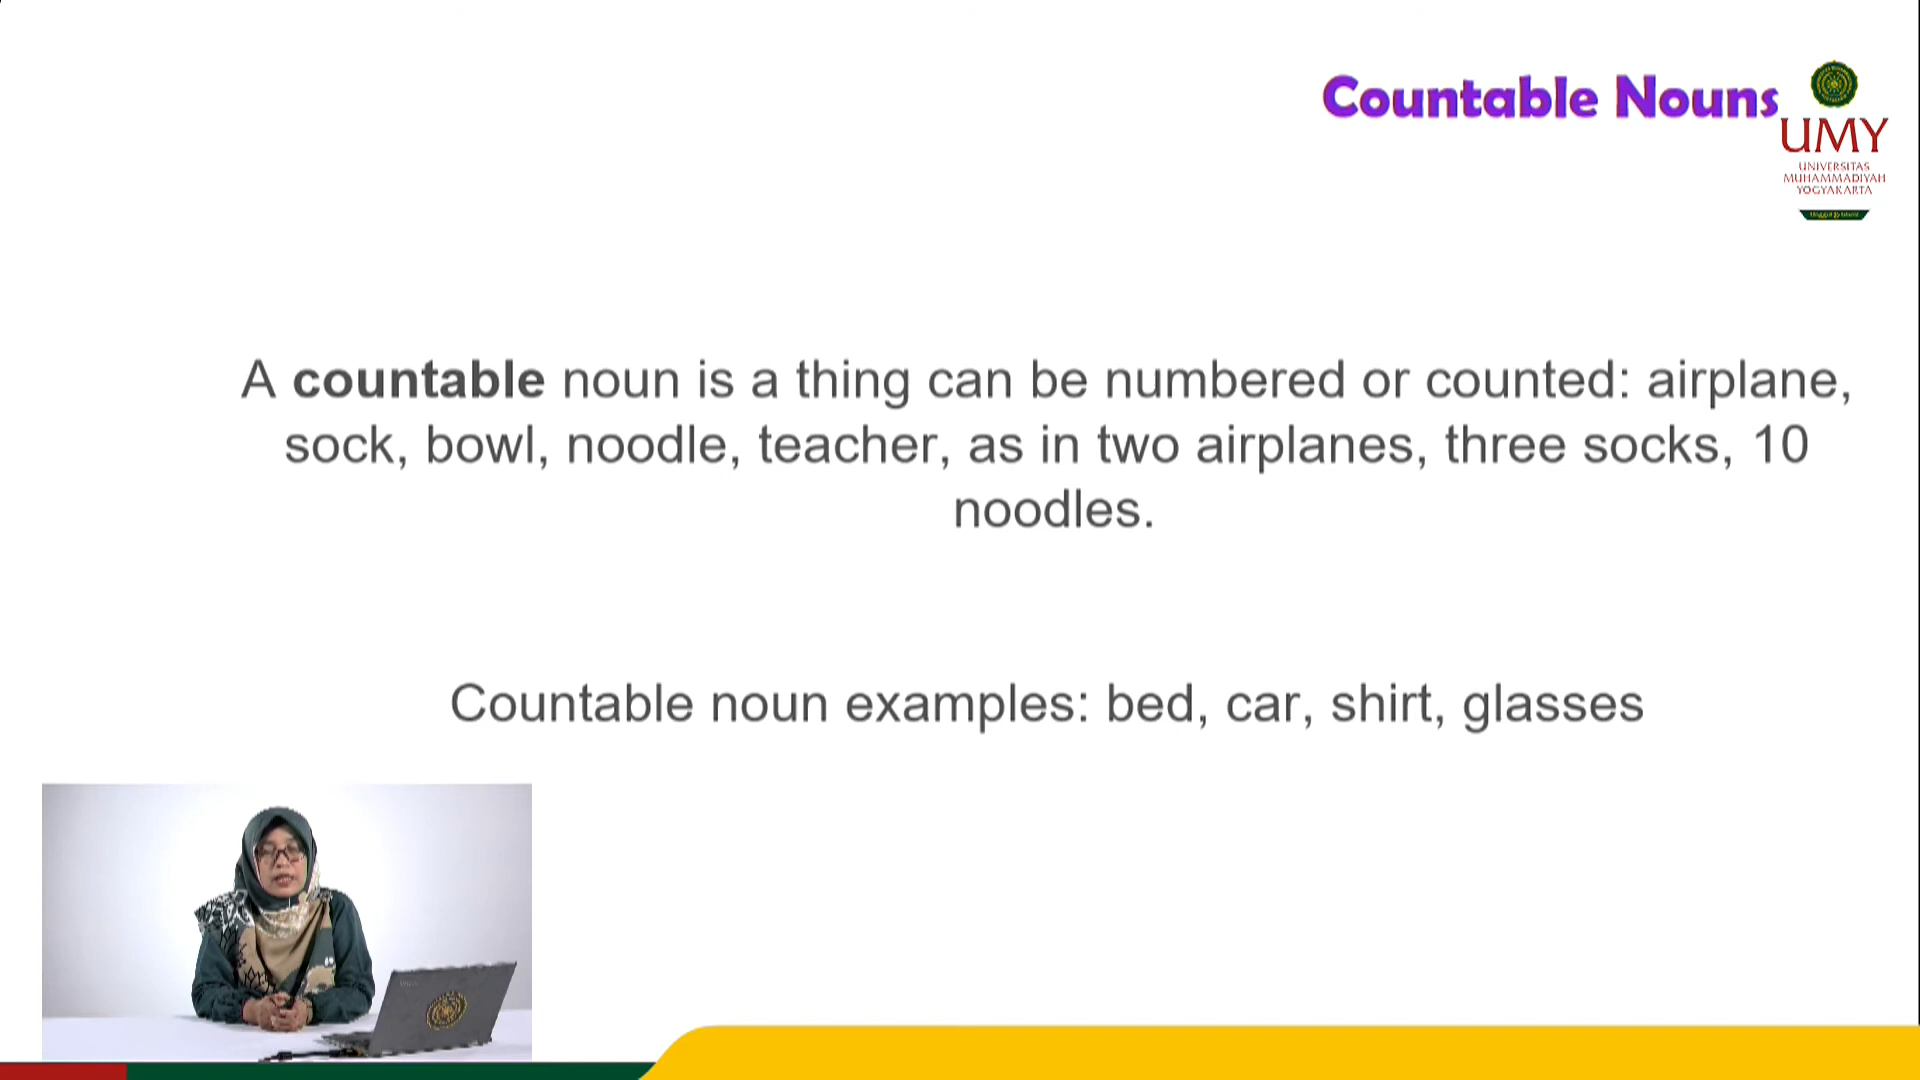 Countable Nouns
UMY
UNIVERSITAS
MUHAMMADIYAH
YOGYAKARTA
A countable noun is a thing can be numbered or counted: airplane,
sock, bowl, noodle, teacher, as in two airplanes, three socks, 10
noodles.
Countable noun examples: bed, car, shirt, glasses